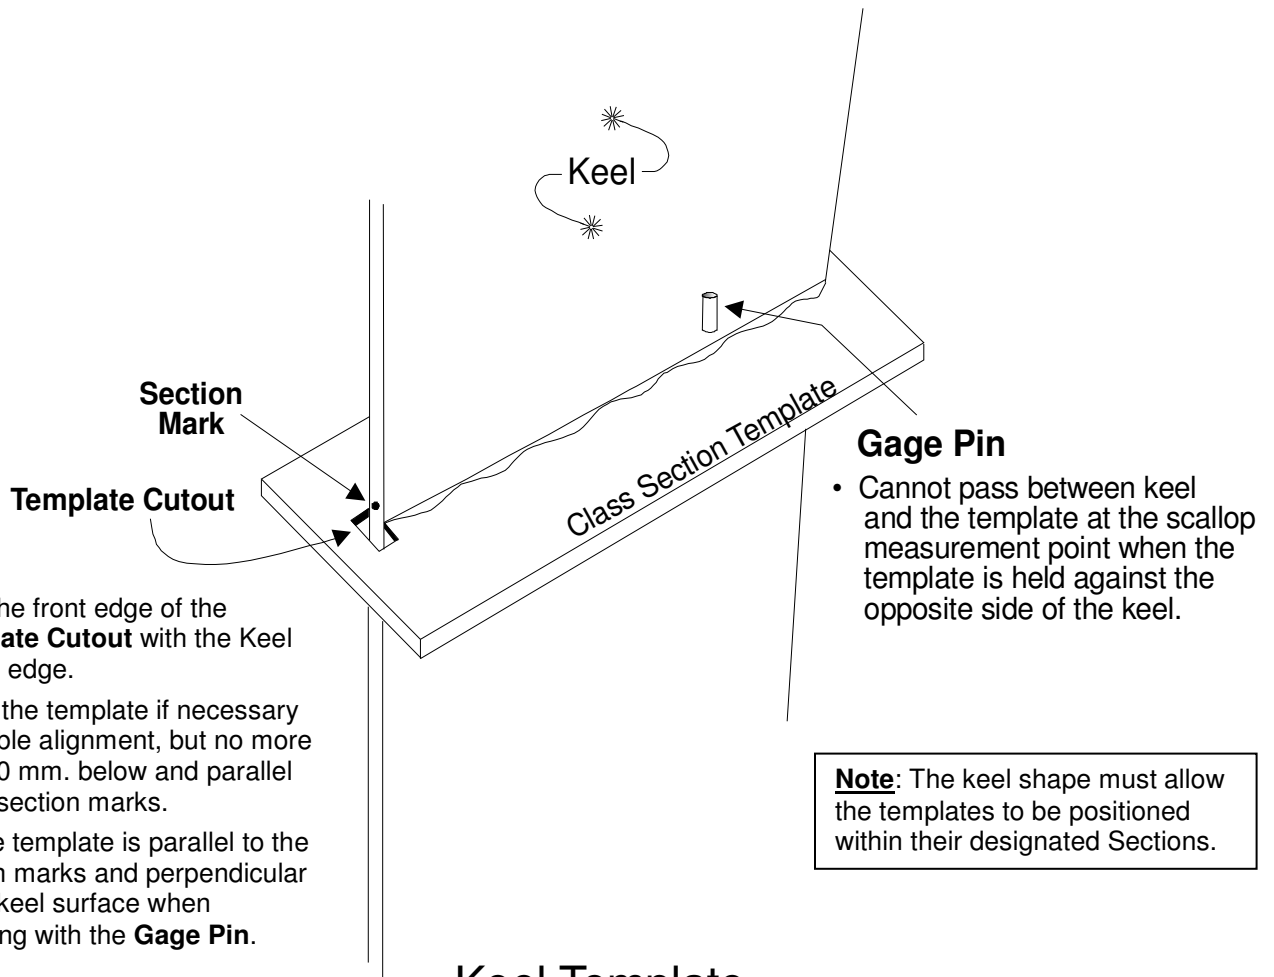 Keel
Section
Mark
Template Cutout
Class Section Template
Gage Pin
• Cannot pass between keel
and the template at the scallop
measurement point when the
template is held against the
opposite side of the keel.
he front edge of the
ate Cutout with the Keel
edge.
the template if necessary
ble alignment, but no more
0 mm. below and parallel
section marks.
e template is parallel to the
n marks and perpendicular
keel surface when
ng with the Gage Pin.
Note: The keel shape must allow
the templates to be positioned
within their designated Sections.
Keel Template